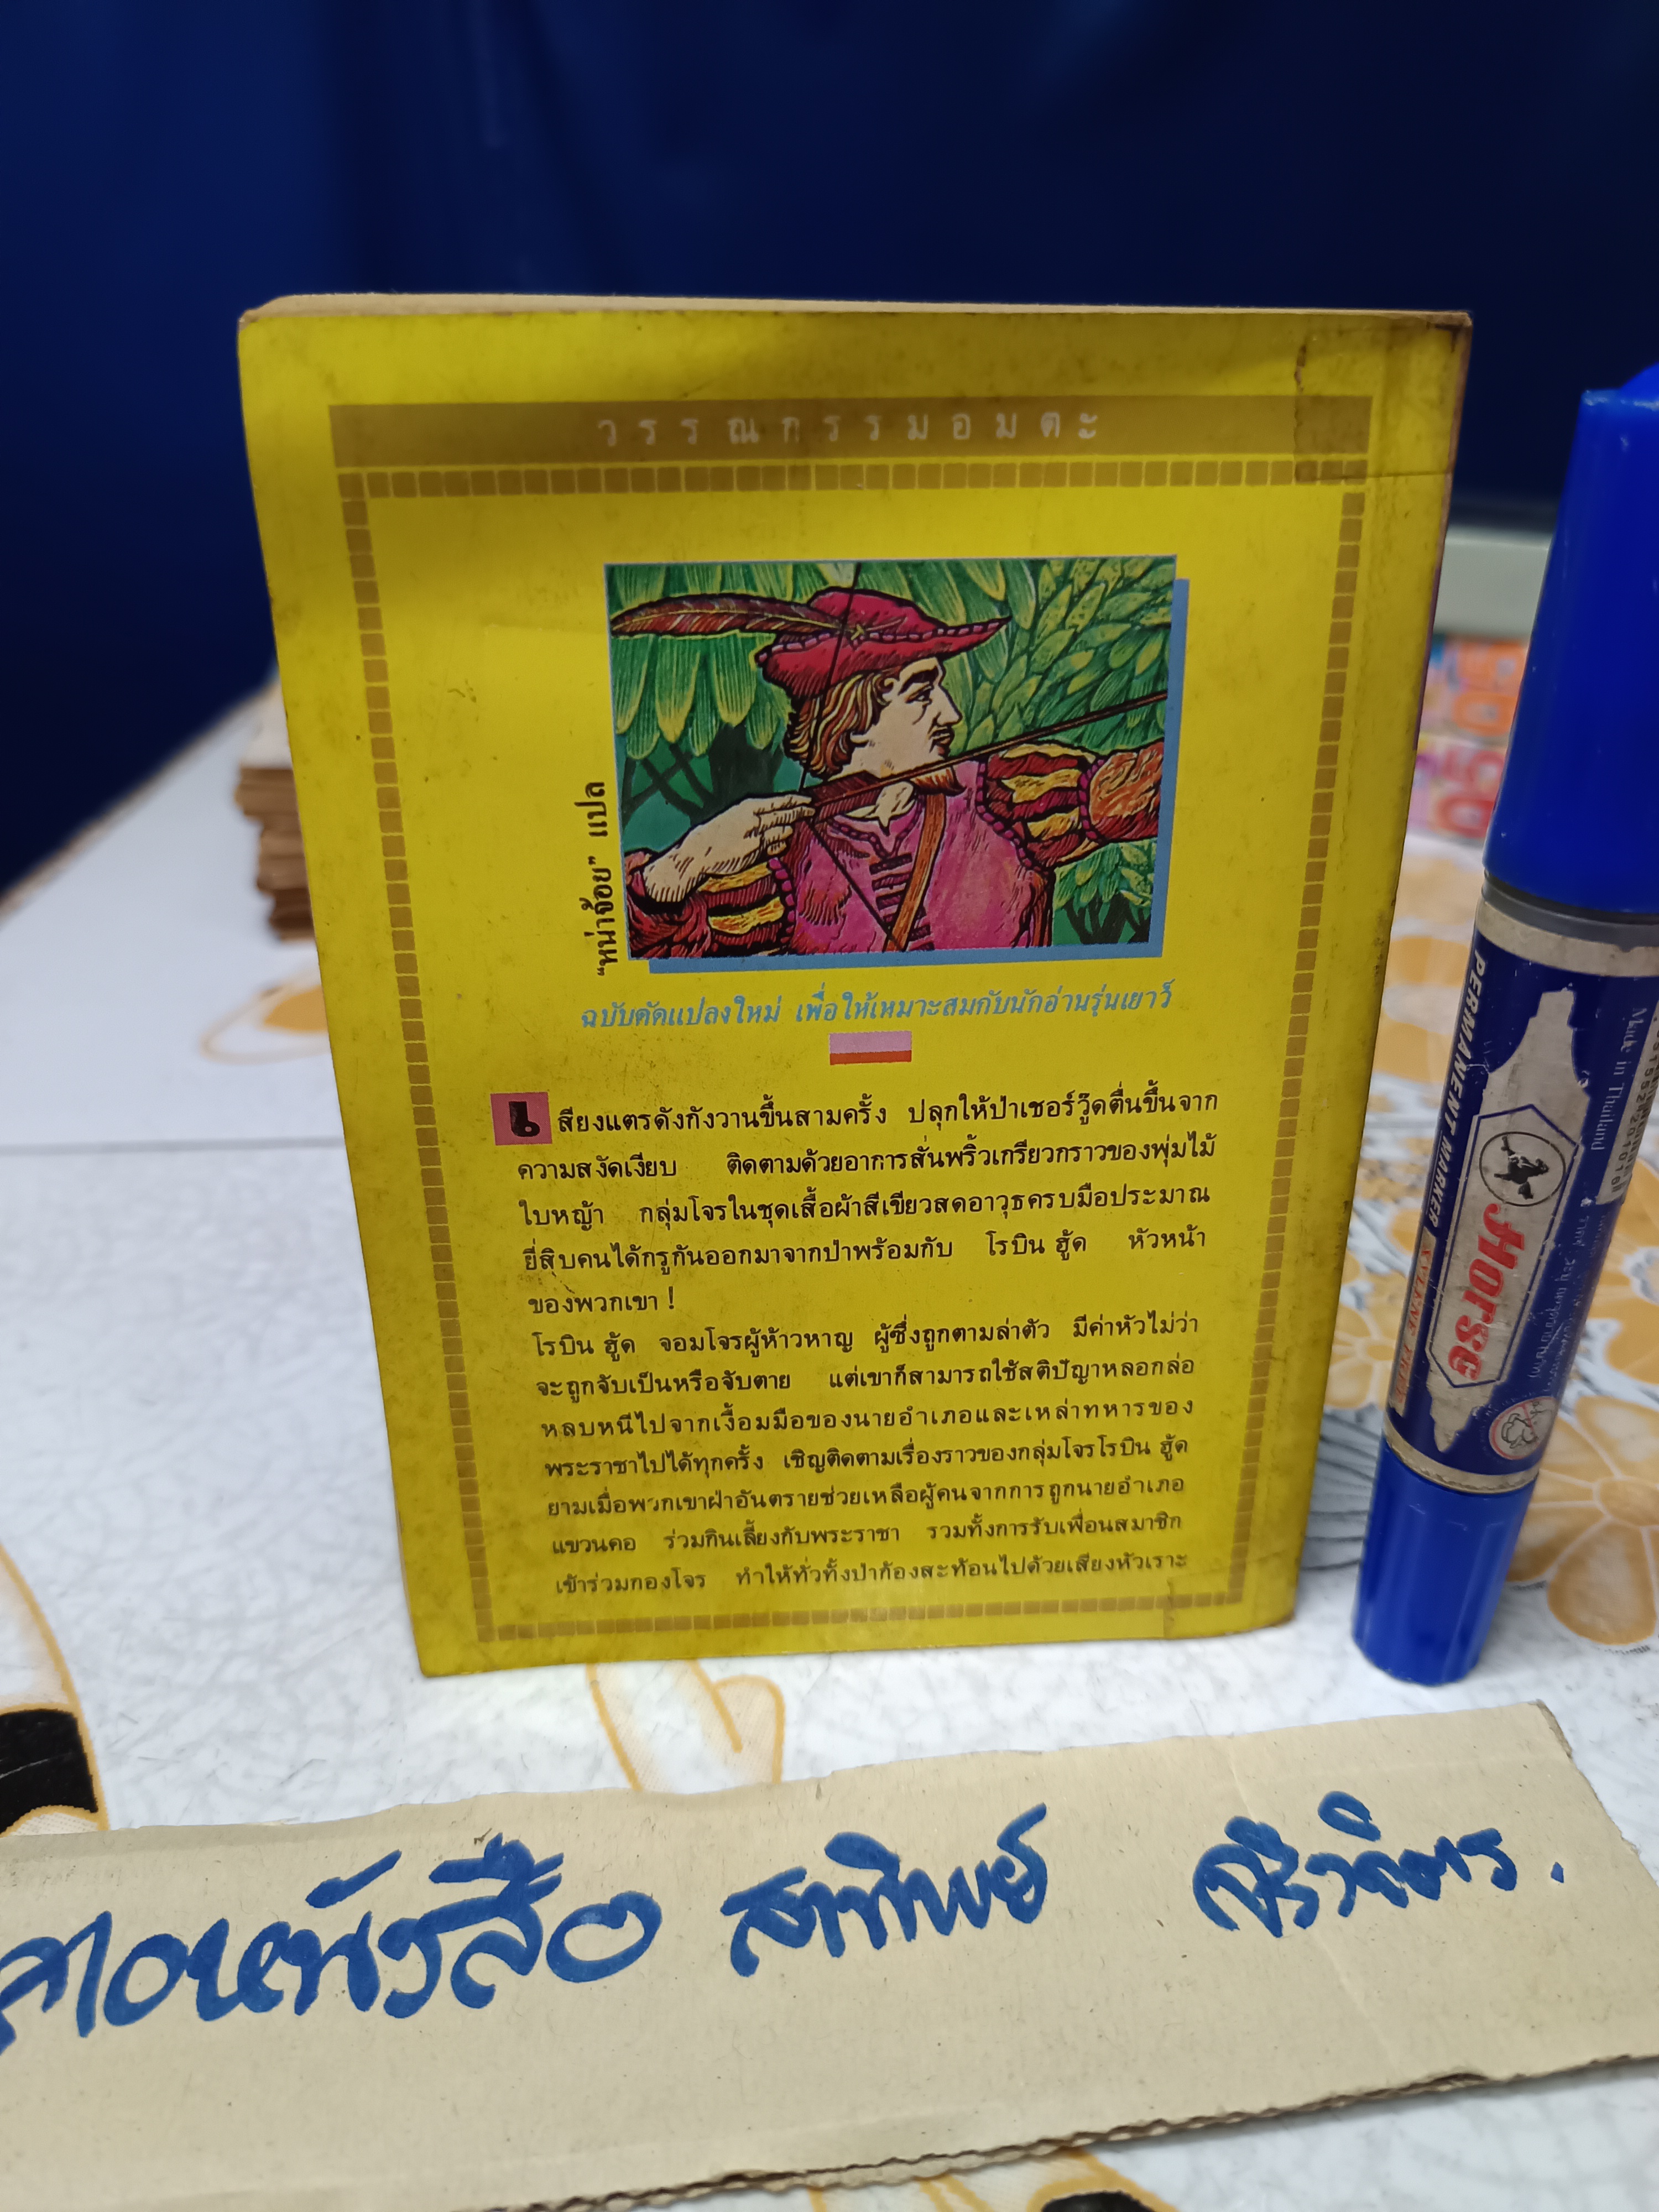 วรรณกรรมอมตะ
"หน่าจ้อย" แปล
ฉบับดัดแปลงใหม่ เพื่อให้เหมาะสมกับนักอ่านรุ่นเยาว์
เสียงแตรดังกังวานขึ้นสามครั้ง ปลุกให้ป่าเชอร์วู๊ดตื่นขึ้นจาก
ความสงัดเงียบ ติดตามด้วยอาการสั่นพริ้วเกรียวกราวของพุ่มไม้
ใบหญ้า กลุ่มโจรในชุดเสื้อผ้าสีเขียวสดอาวุธครบมือประมาณ
ยี่สิบคนได้กรูกันออกมาจากป่าพร้อมกับ โรบิน ฮู้ด หัวหน้า
ของพวกเขา !
โรบิน ฮู้ด จอมโจรผู้ห้าวหาญ ผู้ซึ่งถูกตามล่าตัว มีค่าหัวไม่ว่า
จะถูกจับเป็นหรือจับตาย แต่เขาก็สามารถใช้สติปัญาหลอกล่อ
หลบหนีไปจากเงื้อมมือของนายอำเภอและเหล่าทหารของ
พระราชาไปได้ทุกครั้ง เชิญติดตามเรื่องราวของกลุ่มโจรโรบิน ฮู้ด
ยามเมื่อพวกเขาฝ่าอันตรายช่วยเหลือผู้คนจากการถูกนายอำเภอ
แขวนคอ ร่วมกินเลี้ยงกับพระราชา รวมทั้งการรับเพื่อนสมาชิก
เข้าร่วมกองโจร ทำให้ทั่วทั้งป่าก้องสะท้อนไปด้วยเสียงหัวเราะ
PERMANENT MARKER
Horse
Made in Thailand
หนังสือ สาทิพย์